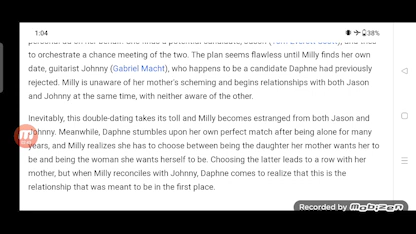 1:04
38%
to orchestrate a chance meeting of the two. The plan seems flawless until Milly finds her own
date, guitarist Johnny (Gabriel Macht), who happens to be a candidate Daphne had previously
rejected. Milly is unaware of her mother's scheming and begins relationships with both Jason
and Johnny at the same time, with neither aware of the other.
Inevitably, this double-dating takes its toll and Milly becomes estranged from both Jason and
Johnny. Meanwhile, Daphne stumbles upon her own perfect match after being alone for many
years, and Milly realizes she has to choose between being the daughter her mother wants her to
be and being the woman she wants herself to be. Choosing the latter leads to a row with her
mother, but when Milly reconciles with Johnny, Daphne comes to realize that this is the
relationship that was meant to be in the first place.
Recorded by Mobizen